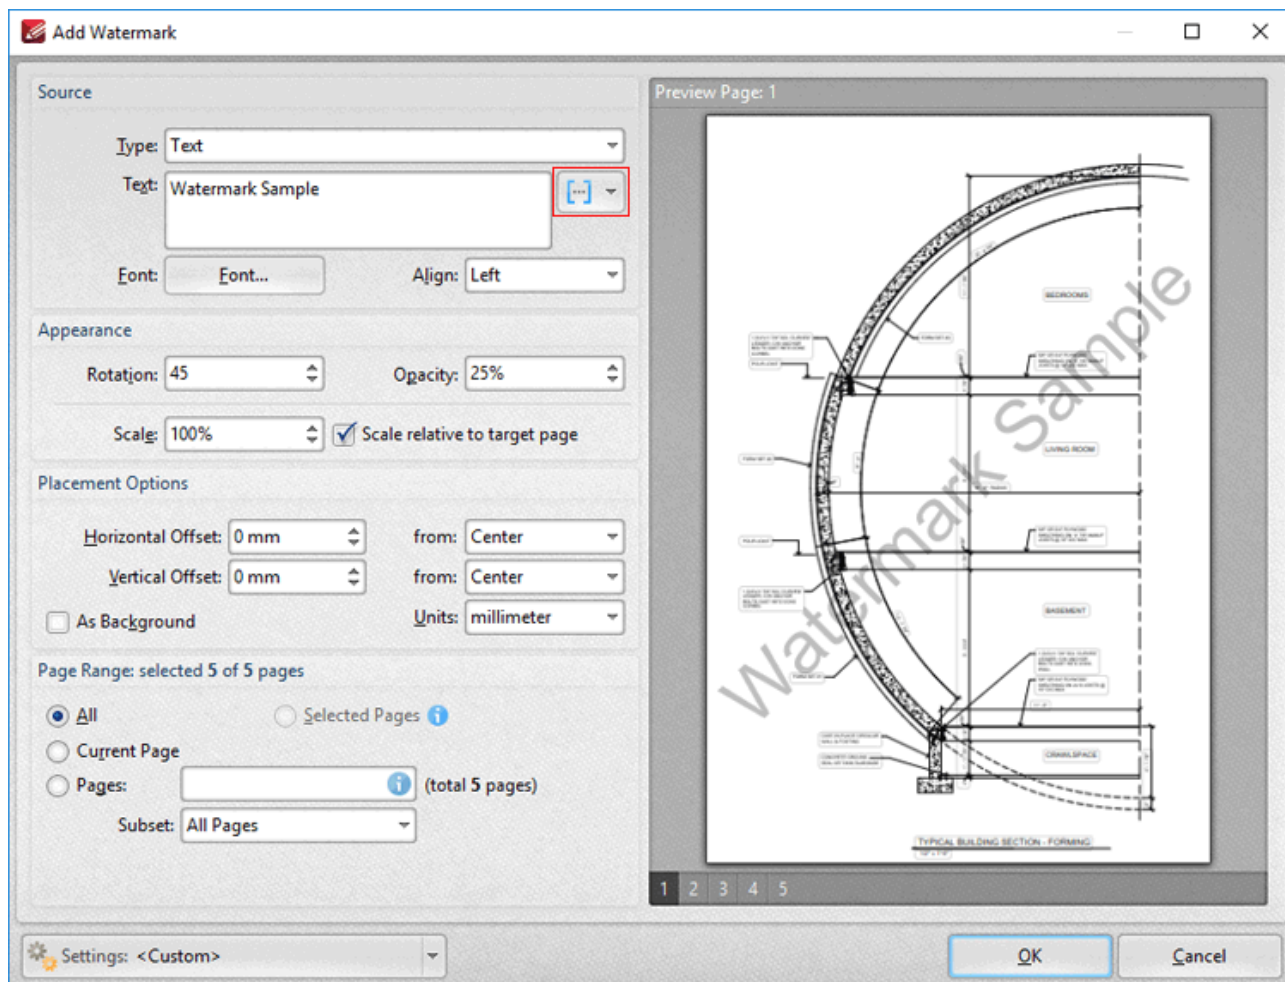 Add Watermark
Source
Preview Page: 1
Type: Text
Text: Watermark Sample
Font: Font... Align: Left
Appearance
Rotation: 45 Opacity: 25%
Scale: 100% Scale relative to target page
Placement Options
Horizontal Offset: 0 mm from: Center
Vertical Offset: 0 mm from: Center
As Background Units: millimeter
Page Range: selected 5 of 5 pages
All Selected Pages
Current Page
Pages: (total 5 pages)
Subset: All Pages
BEDROOMS
LIVING ROOM
BASEMENT
CRAWLSPACE
Watermark Sample
TYPICAL BUILDING SECTION - FORMING
1 2 3 4 5
Settings: <Custom>
OK Cancel